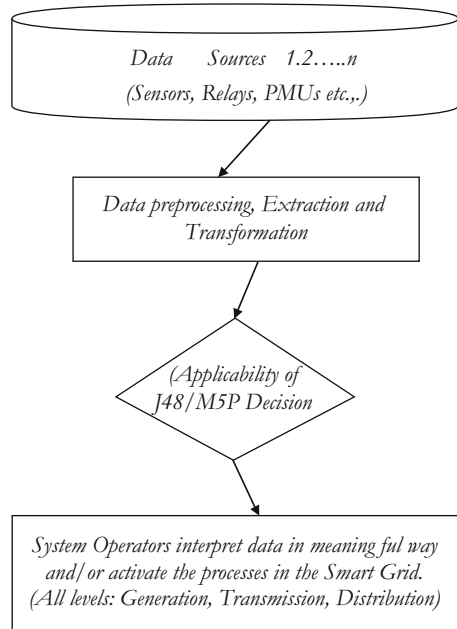 Data Sources 1.2…..n
(Sensors, Relays, PMUs etc.,.)
Data preprocessing, Extraction and
Transformation
(Applicability of
J48/M5P Decision
System Operators interpret data in meaning ful way
and/or activate the processes in the Smart Grid.
(All levels: Generation, Transmission, Distribution)